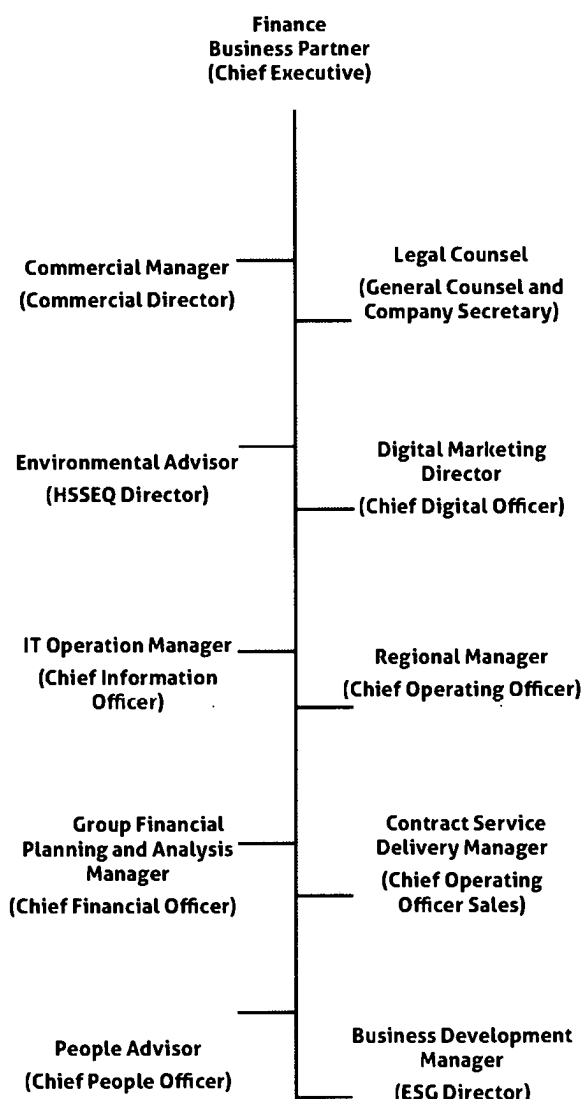 Finance
Business Partner
(Chief Executive)
Commercial Manager
(Commercial Director)
Legal Counsel
(General Counsel and
Company Secretary)
Environmental Advisor
(HSSEQ Director)
Digital Marketing
Director
(Chief Digital Officer)
IT Operation Manager
(Chief Information
Officer)
Regional Manager
(Chief Operating Officer)
Group Financial
Planning and Analysis
Manager
(Chief Financial Officer)
Contract Service
Delivery Manager
(Chief Operating
Officer Sales)
People Advisor
(Chief People Officer)
Business Development
Manager
(ESG Director)